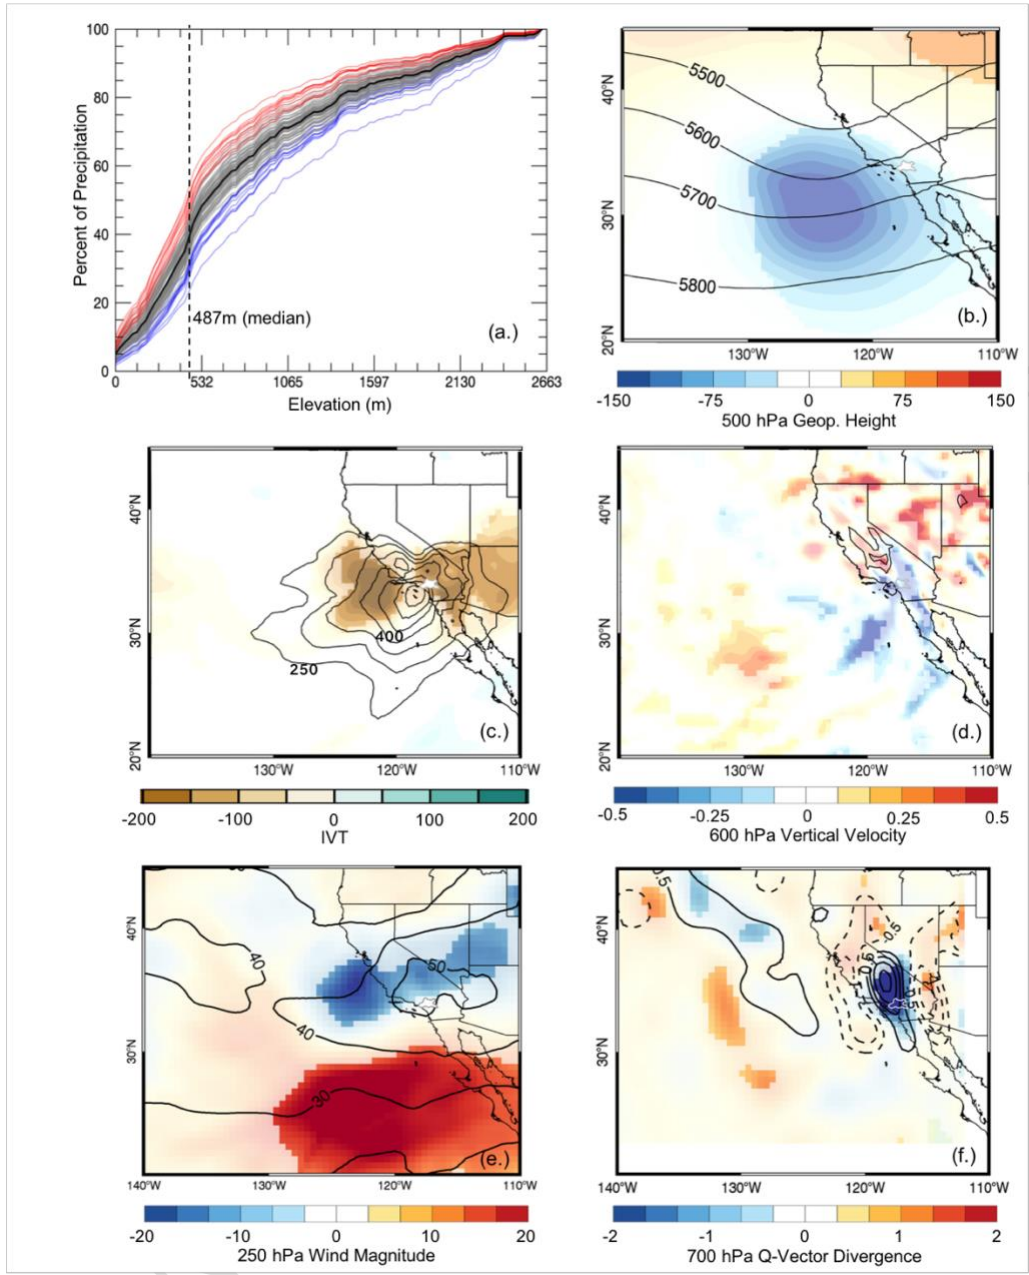 100
80
60
40
20
0
Percent of Precipitation
487m (median)
(a.)
0 532 1065 1597 2130 2663
Elevation (m)
5500
5600
5700
5800
40°N
30°N
20°N
(b.)
130°W 120°W 110°W
-150 -75 0 75 150
500 hPa Geop. Height
40°N
30°N
20°N
400
250
(c.)
130°W 120°W 110°W
-200 -100 0 100 200
IVT
40°N
30°N
20°N
(d.)
130°W 120°W 110°W
-0.5 -0.25 0 0.25 0.5
600 hPa Vertical Velocity
40°N
30°N
40
50
40
30
(e.)
140°W 130°W 120°W 110°W
-20 -10 0 10 20
250 hPa Wind Magnitude
40°N
30°N
0.5
-0.5
(f.)
140°W 130°W 120°W 110°W
-2 -1 0 1 2
700 hPa Q-Vector Divergence